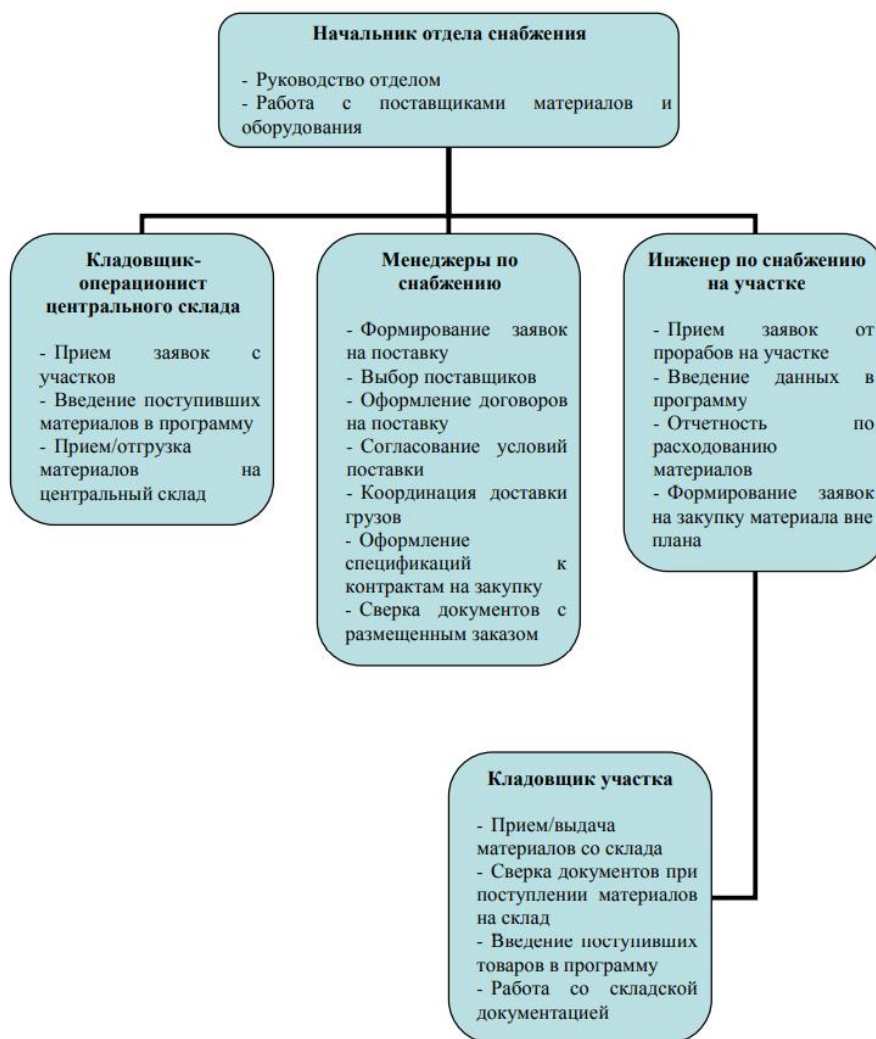 Начальник отдела снабжения
- Руководство отделом
- Работа с поставщиками материалов и
оборудования
Кладовщик-
операционист
центрального склада
- Прием заявок с
участков
- Введение поступивших
материалов в программу
- Прием/отгрузка
материалов на
центральный склад
Менеджеры по
снабжению
- Формирование заявок
на поставку
- Выбор поставщиков
- Оформление договоров
на поставку
- Согласование условий
поставки
- Координация доставки
грузов
- Оформление
спецификаций к
контрактам на закупку
- Сверка документов с
размещенным заказом
Инженер по снабжению
на участке
- Прием заявок от
прорабов на участке
- Введение данных в
программу
- Отчетность по
расходованию
материалов
- Формирование заявок
на закупку материала вне
плана
Кладовщик участка
- Прием/выдача
материалов со склада
- Сверка документов при
поступлении материалов
на склад
- Введение поступивших
товаров в программу
- Работа со складской
документацией